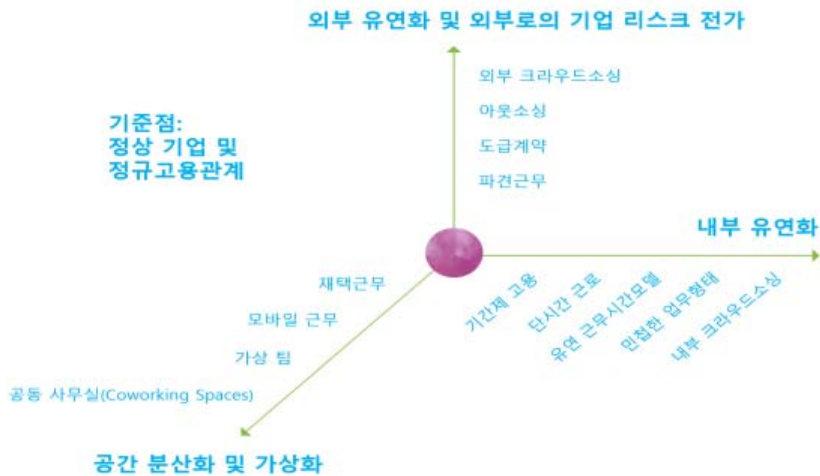 외부 유연화 및 외부로의 기업 리스크 전가
외부 크라우드소싱
아웃소싱
도급계약
파견근무
기준점:
정상 기업 및
정규고용관계
내부 유연화
기간제 고용
단시간 근로
유연 근무시간모델
민첩한 업무형태
내부 크라우드소싱
재택근무
모바일 근무
가상 팀
공동 사무실(Coworking Spaces)
공간 분산화 및 가상화